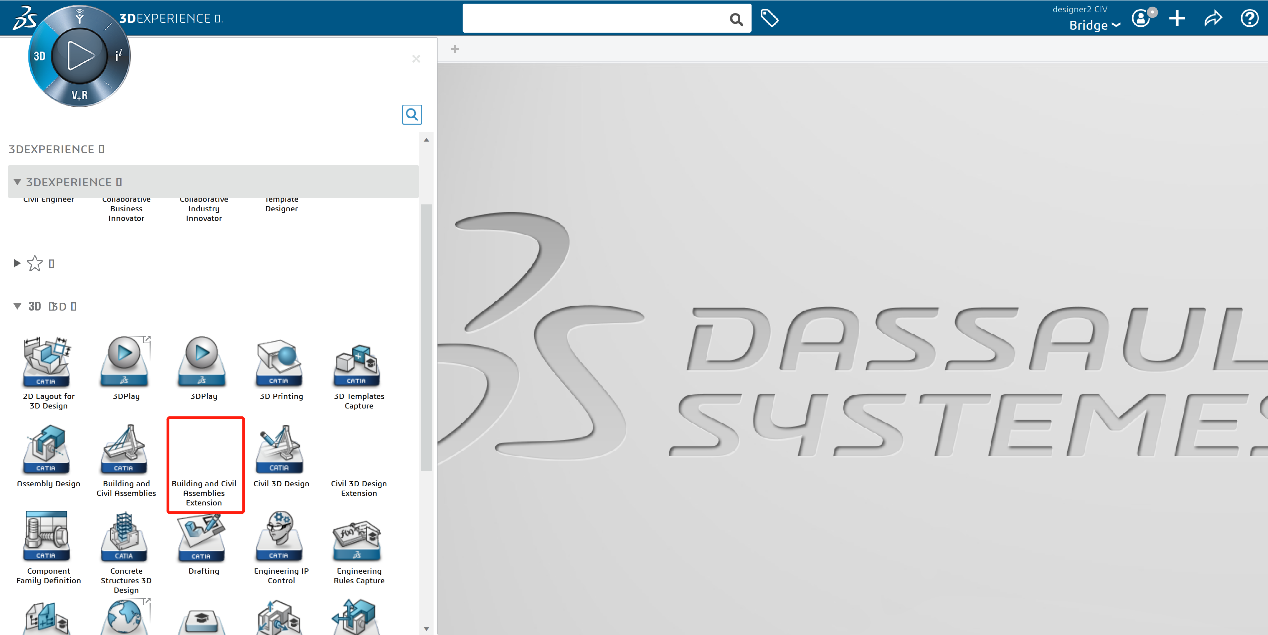 3DEXPERIENCE
designer2 CIV
Bridge
3D
i
V+R
3DEXPERIENCE
3DEXPERIENCE
Civil Engineer
Collaborative Business Innovator
Collaborative Industry Innovator
Template Designer
3D 3D
CATIA
CATIA
CATIA
2D Layout for
3D Design
3DPlay
3DPlay
3D Printing
3D Templates
Capture
CATIA
CATIA
CATIA
Assembly Design
Building and
Civil Assemblies
Building and Civil
Assemblies
Extension
Civil 3D Design
Civil 3D Design
Extension
CATIA
CATIA
CATIA
CATIA
Component
Family Definition
Concrete
Structures 3D
Design
Drafting
Engineering IP
Control
Engineering
Rules Capture
DASSAUL
SYSTEMES